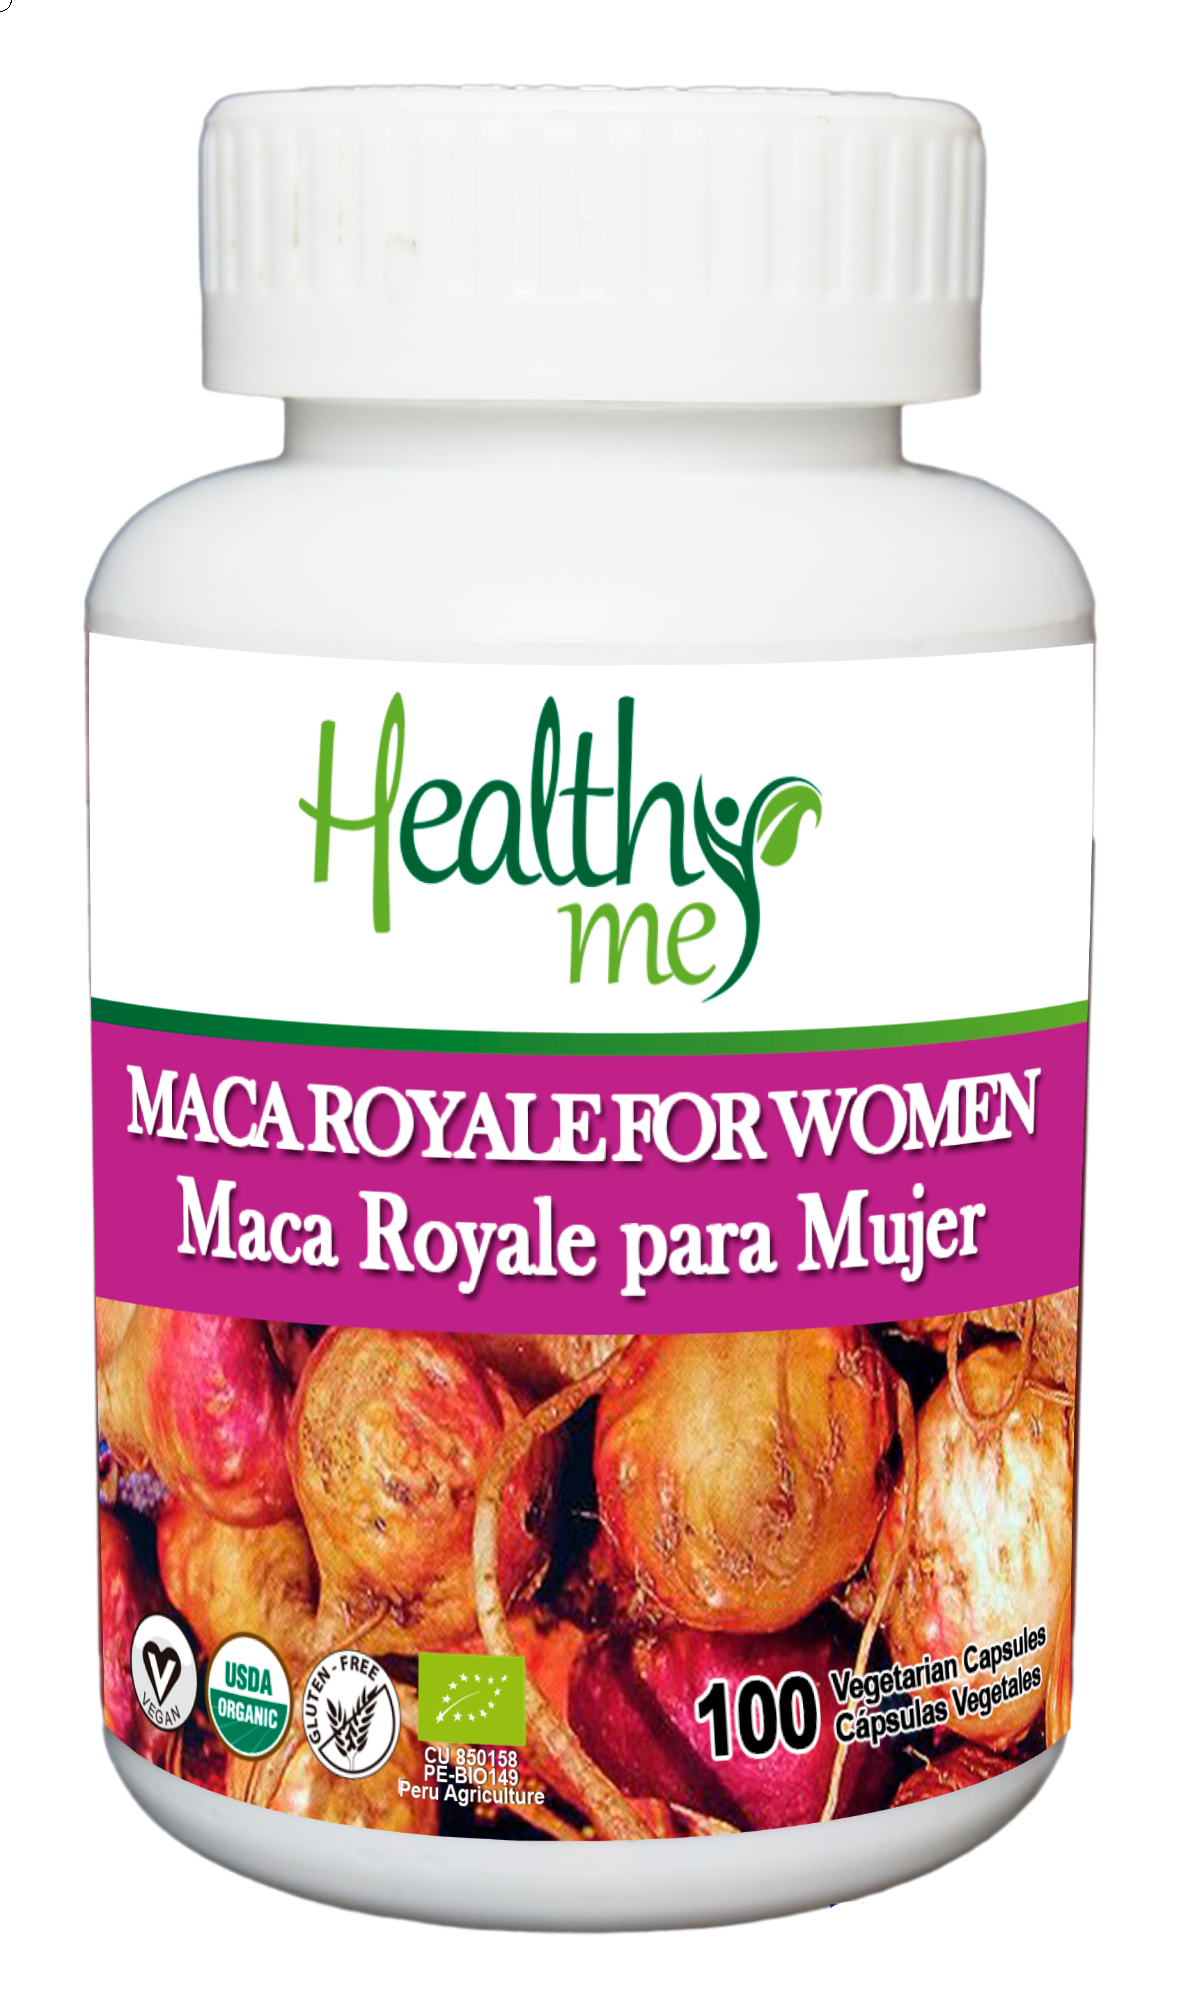 Healthy
me
MACA ROYALE FOR WOMEN
Maca Royale para Mujer
VEGAN
USDA
ORGANIC
GLUTEN-FREE
CU 850158
PE-BIO149
Peru Agriculture
100
Vegetarian Capsules
Cápsulas Vegetales